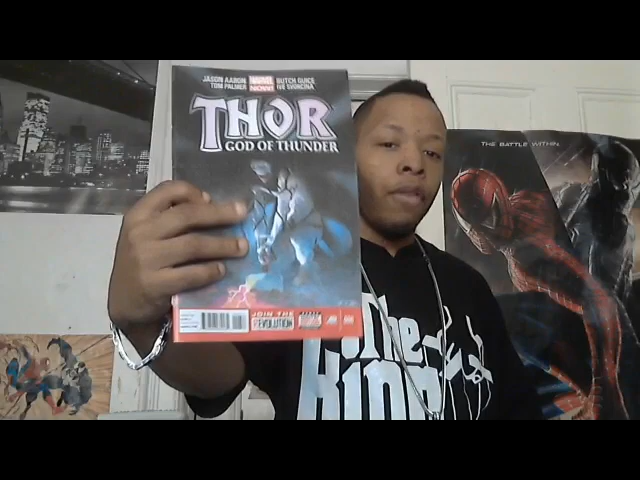 JASON AARON
TOM PALMER
MARVEL
NOW!
BUTCH GUICE
IVE SVORCINA
THOR
GOD OF THUNDER
THE BATTLE WITHIN
JOIN THE
REVOLUTION
The